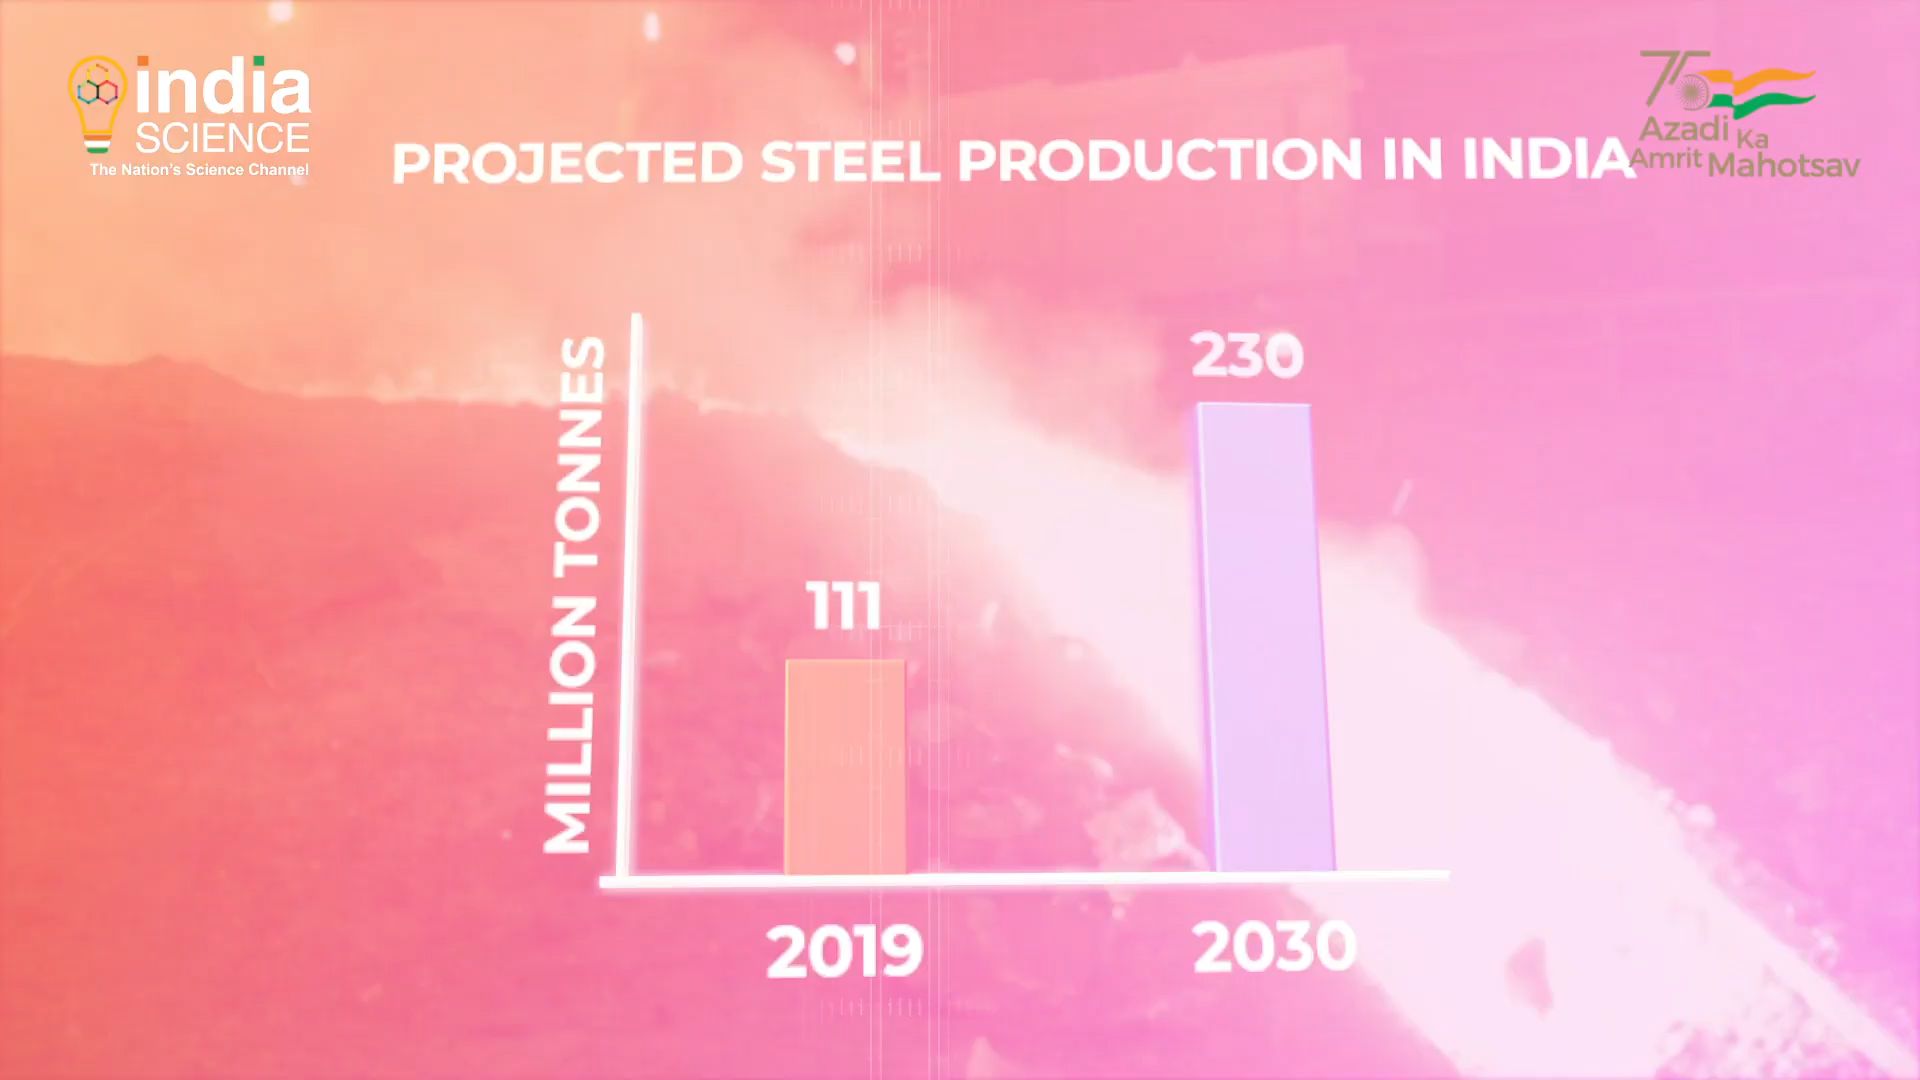 india
SCIENCE
The Nation's Science Channel
75
Azadi Ka
Amrit Mahotsav
PROJECTED STEEL PRODUCTION IN INDIA
MILLION TONNES
230
111
2019
2030